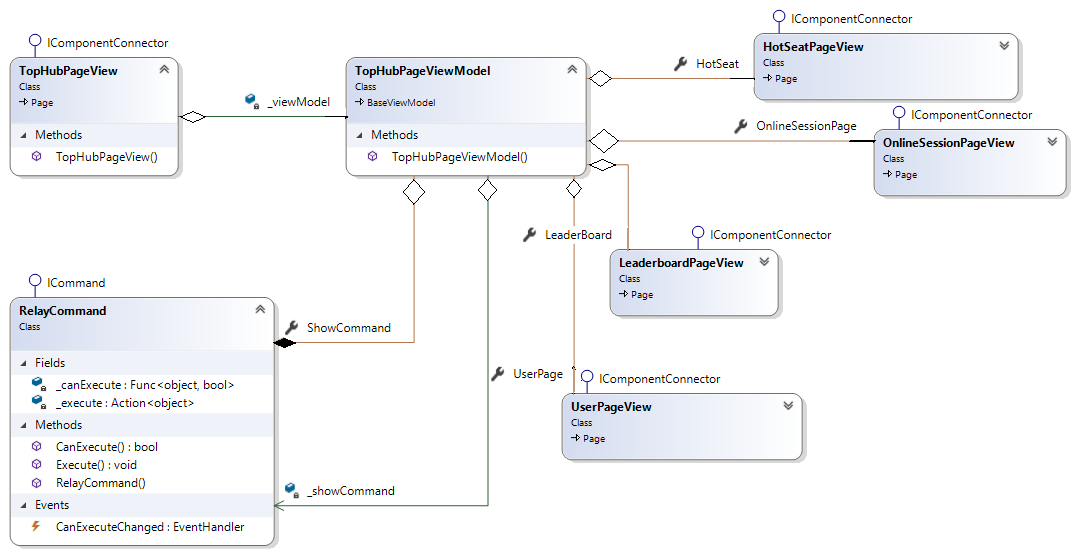 IComponentConnector
TopHubPageView
Class
Page
Methods
TopHubPageView()
_viewModel
TopHubPageViewModel
Class
BaseViewModel
Methods
TopHubPageViewModel()
HotSeat
IComponentConnector
HotSeatPageView
Class
Page
OnlineSessionPage
IComponentConnector
OnlineSessionPageView
Class
Page
LeaderBoard
IComponentConnector
LeaderboardPageView
Class
Page
UserPage
IComponentConnector
UserPageView
Class
Page
ICommand
RelayCommand
Class
Fields
_canExecute : Func<object, bool>
_execute : Action<object>
Methods
CanExecute() : bool
Execute() : void
RelayCommand()
Events
CanExecuteChanged : EventHandler
ShowCommand
_showCommand